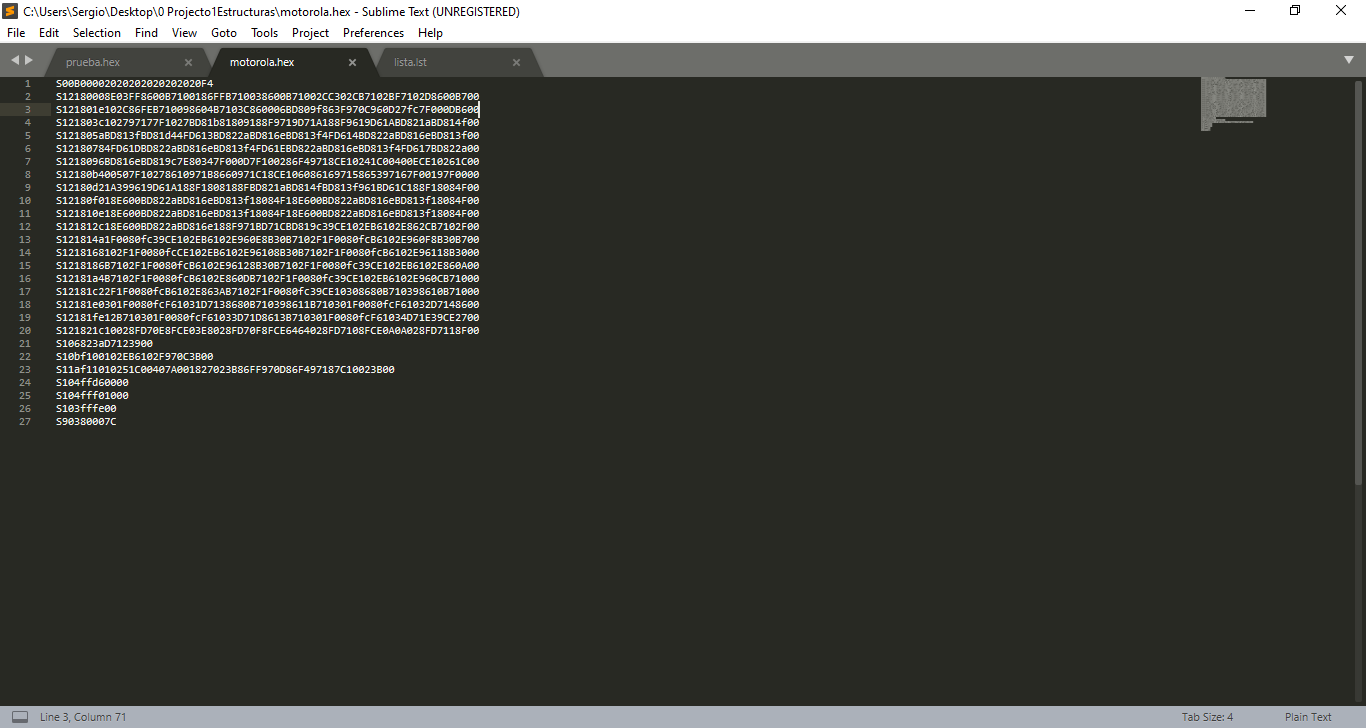 C:\Users\Sergio\Desktop\0 Projecto1Estructuras\motorola.hex - Sublime Text (UNREGISTERED)
File Edit Selection Find View Goto Tools Project Preferences Help
prueba.hex motorola.hex lista.lst
1 S00B00002020202020202020F4
2 S12180008E03FF8600B7100186FFB710038600B71002CC302CB7102BF7102D8600B700
3 S121801e102C86FEB710098604B7103C860006BD809f863F970C960D27fc7F000DB600
4 S121803c102797177F1027BD81b81809188F9719D71A188F9619D61ABD821aBD814f00
5 S121805aBD813fBD81d44FD613BD822aBD816eBD813f4FD614BD822aBD816eBD813f00
6 S12180784FD61DBD822aBD816eBD813f4FD61EBD822aBD816eBD813f4FD617BD822a00
7 S1218096BD816eBD819c7E80347F000D7F100286F49718CE10241C00400ECE10261C00
8 S12180b400507F10278610971B8660971C18CE106086169715865397167F00197F0000
9 S12180d21A399619D61A188F1808188FBD821aBD814fBD813f961BD61C188F18084F00
10 S12180f018E600BD822aBD816eBD813f18084F18E600BD822aBD816eBD813f18084F00
11 S121810e18E600BD822aBD816eBD813f18084F18E600BD822aBD816eBD813f18084F00
12 S121812c18E600BD822aBD816e188F971BD71CBD819c39CE102EB6102E862CB7102F00
13 S121814a1F0080fc39CE102EB6102E960E8B30B7102F1F0080fcB6102E960F8B30B700
14 S1218168102F1F0080fcCE102EB6102E96108B30B7102F1F0080fcB6102E96118B3000
15 S1218186B7102F1F0080fcB6102E96128B30B7102F1F0080fc39CE102EB6102E860A00
16 S12181a4B7102F1F0080fcB6102E860DB7102F1F0080fc39CE102EB6102E960CB71000
17 S12181c22F1F0080fcB6102E863AB7102F1F0080fc39CE10308680B710398610B71000
18 S12181e0301F0080fcF61031D7138680B710398611B710301F0080fcF61032D7148600
19 S12181fe12B710301F0080fcF61033D71D8613B710301F0080fcF61034D71E39CE2700
20 S121821c10028FD70E8FCE03E8028FD70F8FCE6464028FD7108FCE0A0A028FD7118F00
21 S106823aD7123900
22 S10bf100102EB6102F970C3B00
23 S11af11010251C00407A001827023B86FF970D86F497187C10023B00
24 S104ffd60000
25 S104fff01000
26 S103fffe00
27 S90380007C
Line 3, Column 71 Tab Size: 4 Plain Text